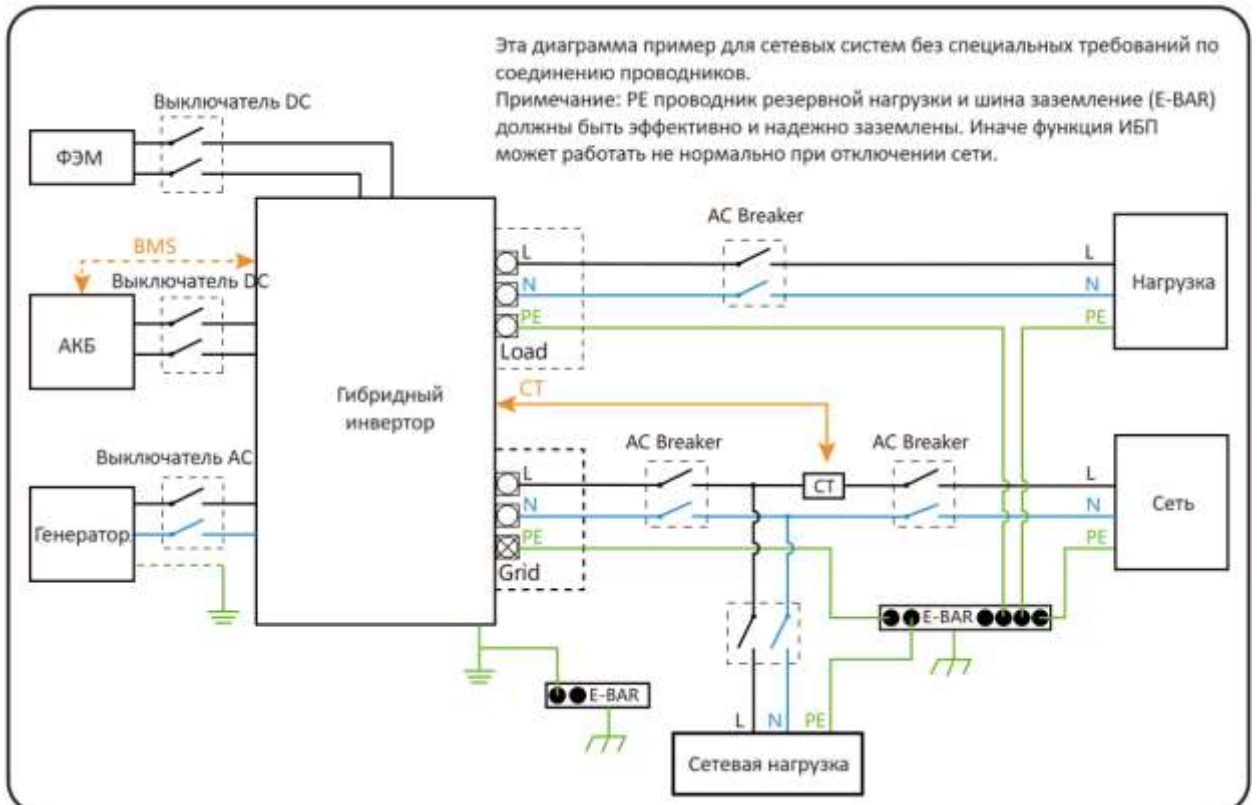 Эта диаграмма пример для сетевых систем без специальных требований по
соединению проводников.
Примечание: PE проводник резервной нагрузки и шина заземление (E-BAR)
должны быть эффективно и надежно заземлены. Иначе функция ИБП
может работать не нормально при отключении сети.
Выключатель DC
ФЭМ
AC Breaker
BMS
L
L
Выключатель DC
N
N
Нагрузка
PE
PE
АКБ
Load
CT
Гибридный
инвертор
AC Breaker
AC Breaker
Выключатель AC
L
CT
L
N
N
Сеть
Генератор
PE
PE
Grid
E-BAR
E-BAR
L
N
PE
Сетевая нагрузка